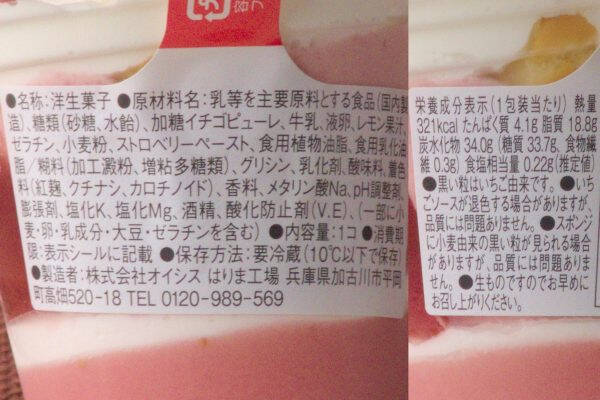 容プ
●名称:洋生菓子 ●原材料名:乳等を主要原料とする食品(国内製
造)、糖類(砂糖、水飴)、加糖イチゴピューレ、牛乳、液卵、レモン果汁、
ゼラチン、小麦粉、ストロベリーペースト、食用植物油脂、食用乳化油
脂/糊料(加工澱粉、増粘多糖類)、グリシン、乳化剤、酸味料、着色
料(紅麹、クチナシ、カロチノイド)、香料、メタリン酸Na、pH調整剤、
膨張剤、塩化K、塩化Mg、酒精、酸化防止剤(V.E)、(一部に小
麦・卵・乳成分・大豆・ゼラチンを含む) ●内容量:1コ ●消費期
限:表示シールに記載 ●保存方法:要冷蔵(10℃以下で保存)
●製造者:株式会社オイシス はりま工場 兵庫県加古川市平岡
町高畑520-18 TEL 0120-989-569
栄養成分表示(1包装当たり) 熱量
321kcal たんぱく質 4.1g 脂質 18.8g
炭水化物 34.0g (糖質 33.7g、食物繊
維 0.3g) 食塩相当量 0.22g(推定値)
●黒い粒はいちご由来です。●いち
ごソースが退色する場合がありますが、
品質には問題ありません。●スポンジ
に小麦由来の黒い粒が見られる場合
がありますが、品質には問題ありませ
ん。●生ものですのでお早めに
お召し上がりください。